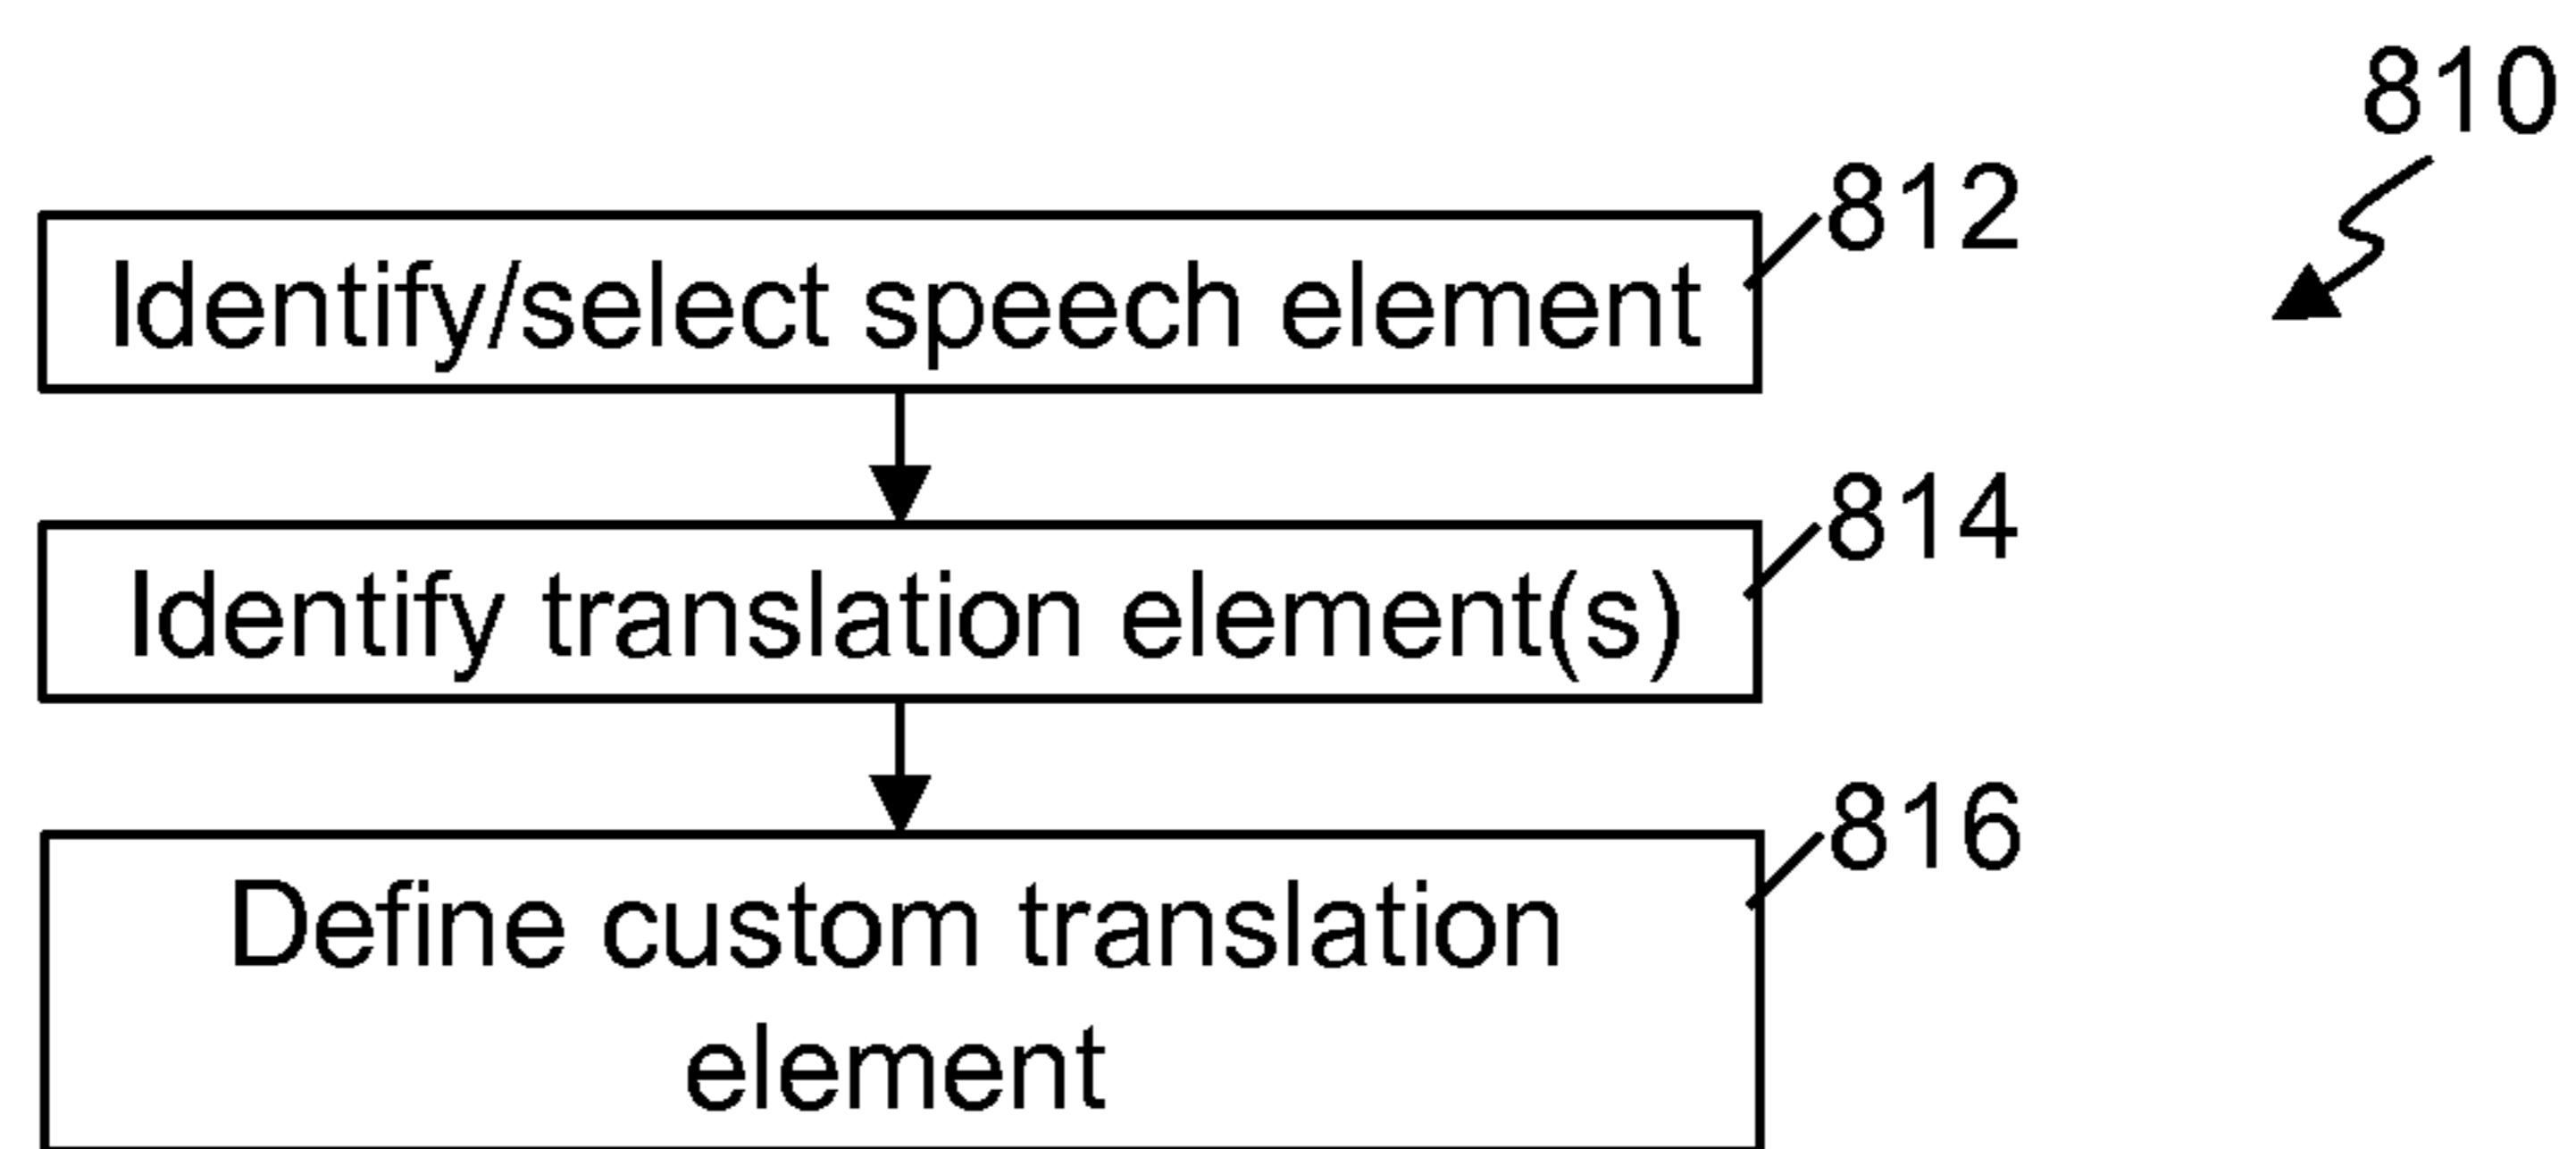 810
812
Identify/select speech element
814
Identify translation element(s)
816
Define custom translation
element